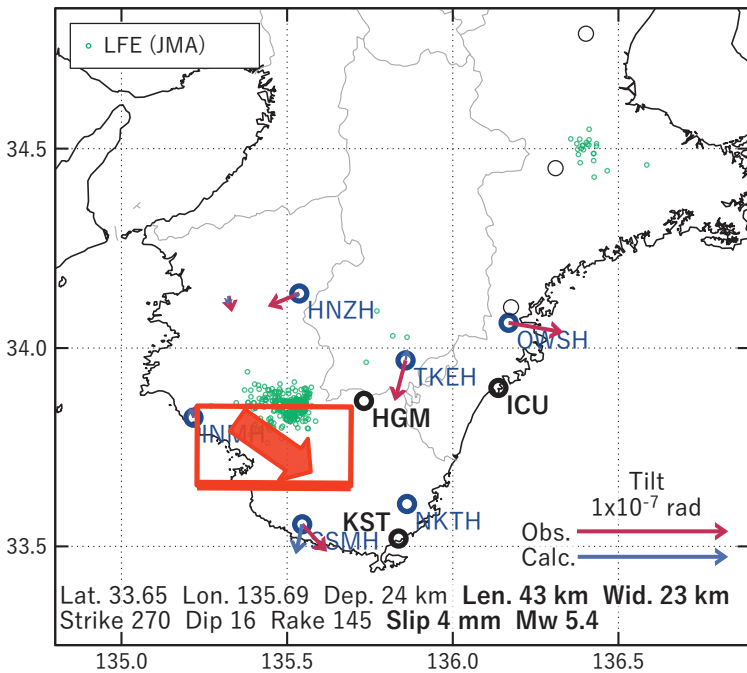 LFE (JMA)
34.5
34.0
33.5
HNZH
OWSH
TKEH
HGM
ICU
INMH
NKTH
KST
SSMH
Tilt
1x10⁻⁷ rad
Obs.
Calc.
Lat. 33.65 Lon. 135.69 Dep. 24 km Len. 43 km Wid. 23 km
Strike 270 Dip 16 Rake 145 Slip 4 mm Mw 5.4
135.0 135.5 136.0 136.5